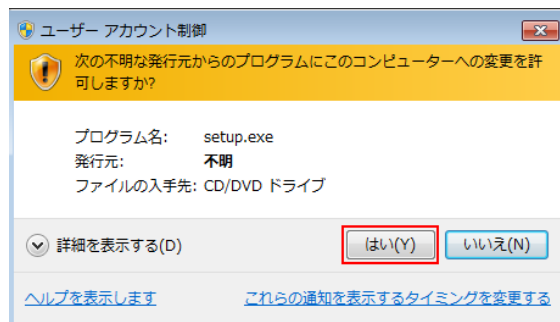 ユーザー アカウント制御
次の不明な発行元からのプログラムにこのコンピューターへの変更を許
可しますか?
プログラム名: setup.exe
発行元: 不明
ファイルの入手先: CD/DVD ドライブ
詳細を表示する(D) はい(Y) いいえ(N)
ヘルプを表示します これらの通知を表示するタイミングを変更する